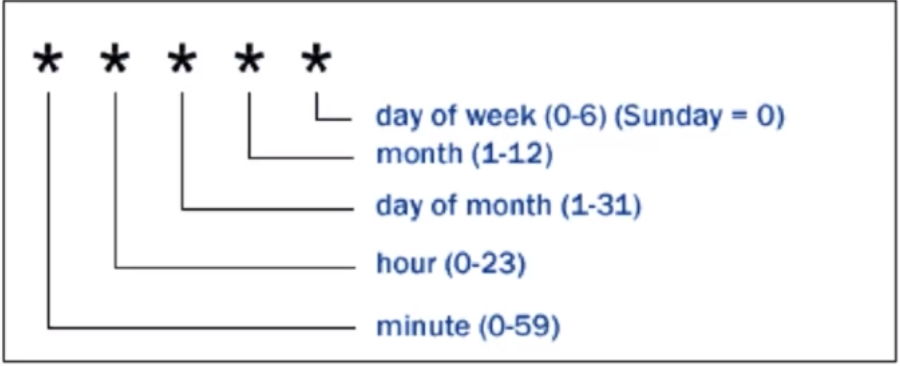 * * * * *
day of week (0-6) (Sunday = 0)
month (1-12)
day of month (1-31)
hour (0-23)
minute (0-59)